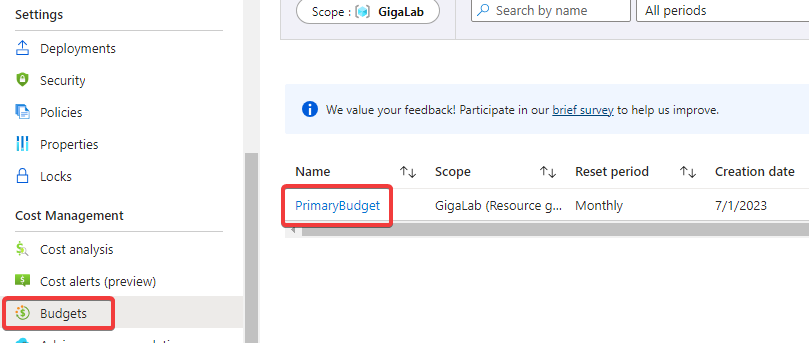 Settings
Deployments
Security
Policies
Properties
Locks
Cost Management
Cost analysis
Cost alerts (preview)
Budgets
Scope : GigaLab
Search by name
All periods
We value your feedback! Participate in our brief survey to help us improve.
Name Scope Reset period Creation date
PrimaryBudget GigaLab (Resource g... Monthly 7/1/2023